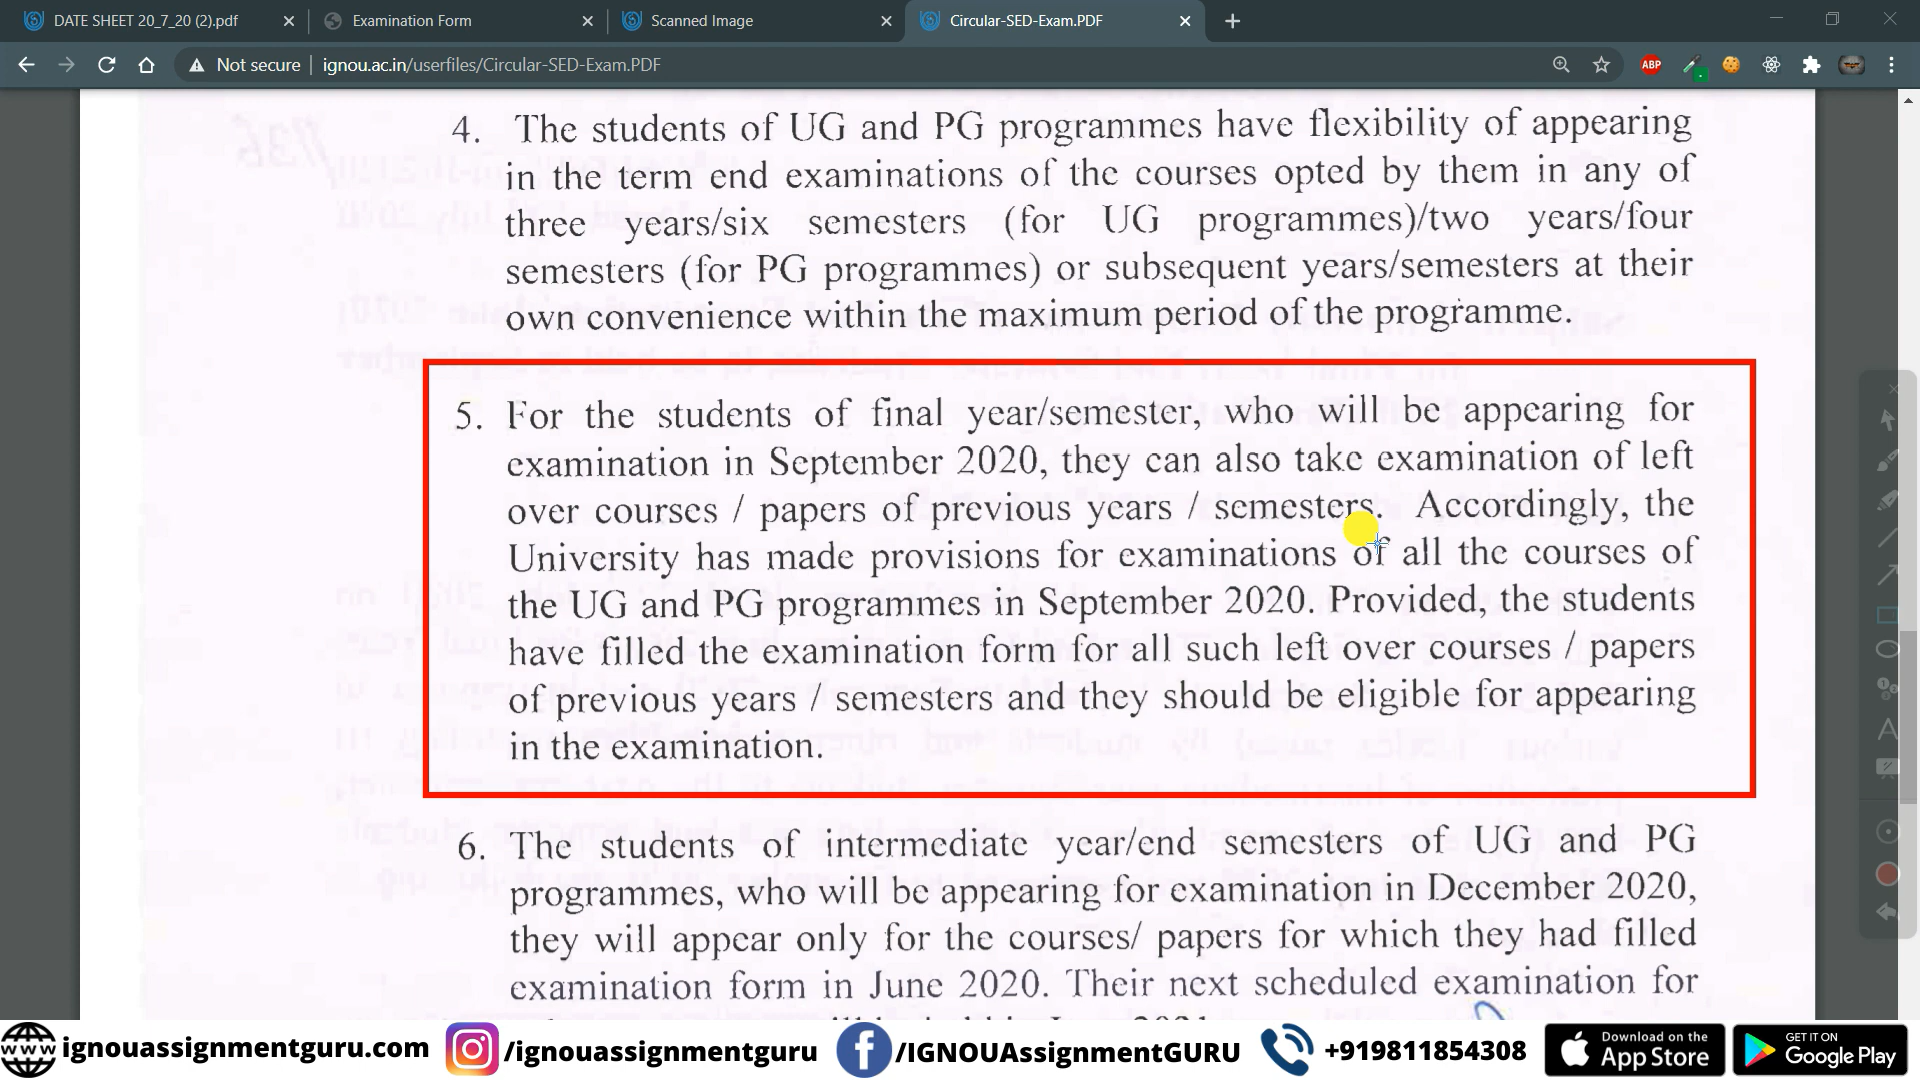 DATE SHEET 20_7_20 (2).pdf
Examination Form
Scanned Image
Circular-SED-Exam.PDF
Not secure
ignou.ac.in/userfiles/Circular-SED-Exam.PDF
ABP
4. The students of UG and PG programmes have flexibility of appearing
in the term end examinations of the courses opted by them in any of
three years/six semesters (for UG programmes)/two years/four
semesters (for PG programmes) or subsequent years/semesters at their
own convenience within the maximum period of the programme.
5. For the students of final year/semester, who will be appearing for
examination in September 2020, they can also take examination of left
over courses / papers of previous years / semesters. Accordingly, the
University has made provisions for examinations of all the courses of
the UG and PG programmes in September 2020. Provided, the students
have filled the examination form for all such left over courses / papers
of previous years / semesters and they should be eligible for appearing
in the examination.
6. The students of intermediate year/end semesters of UG and PG
programmes, who will be appearing for examination in December 2020,
they will appear only for the courses/ papers for which they had filled
examination form in June 2020. Their next scheduled examination for
www
ignouassignmentguru.com
/ignouassignmentguru
/IGNOUAssignmentGURU
+919811854308
Download on the
App Store
GET IT ON
Google Play